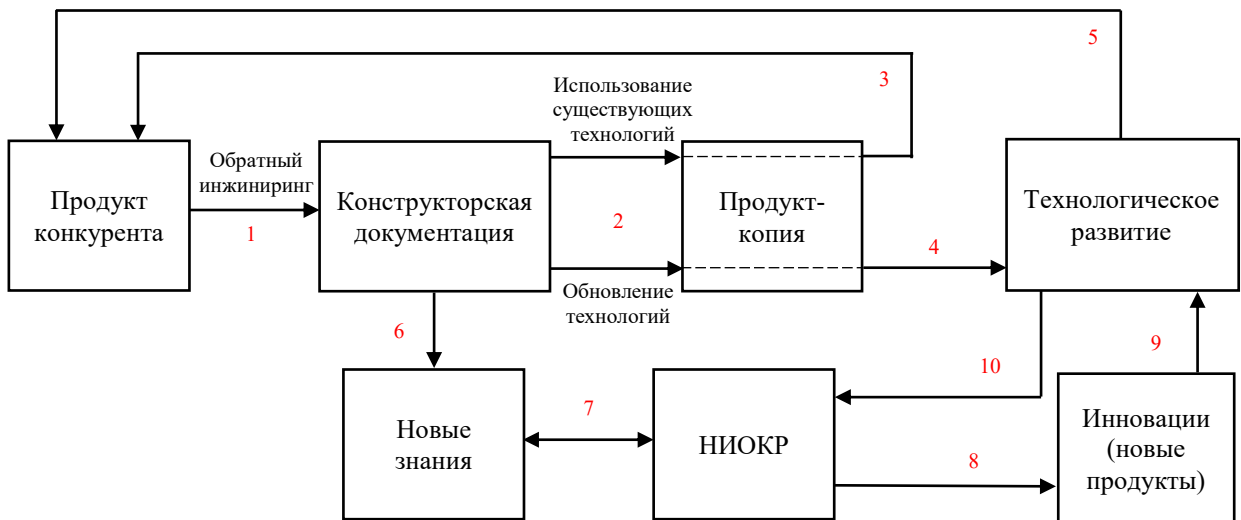 5
3
Использование
существующих
технологий
Обратный
инжиниринг
Продукт
конкурента
1
Конструкторская
документация
2
Продукт-
копия
4
Технологическое
развитие
Обновление
технологий
6
9
10
Новые
знания
7
НИОКР
8
Инновации
(новые
продукты)